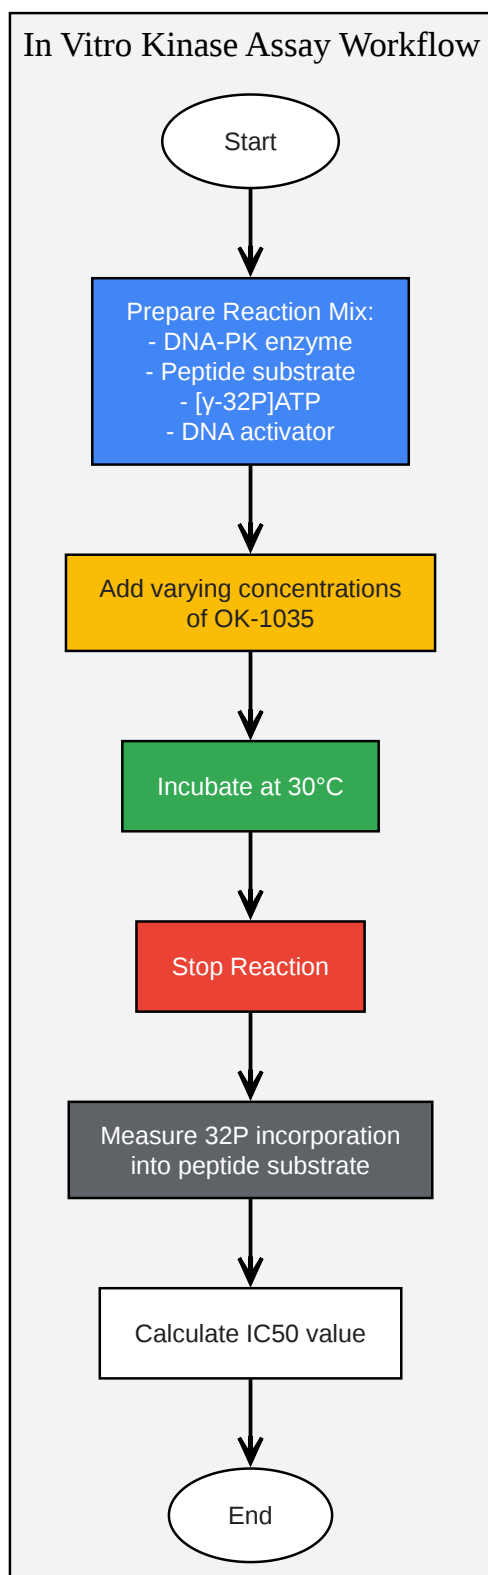 In Vitro Kinase Assay Workflow
Start
Prepare Reaction Mix:
- DNA-PK enzyme
- Peptide substrate
- [γ-32P]ATP
- DNA activator
Add varying concentrations
of OK-1035
Incubate at 30°C
Stop Reaction
Measure 32P incorporation
into peptide substrate
Calculate IC50 value
End